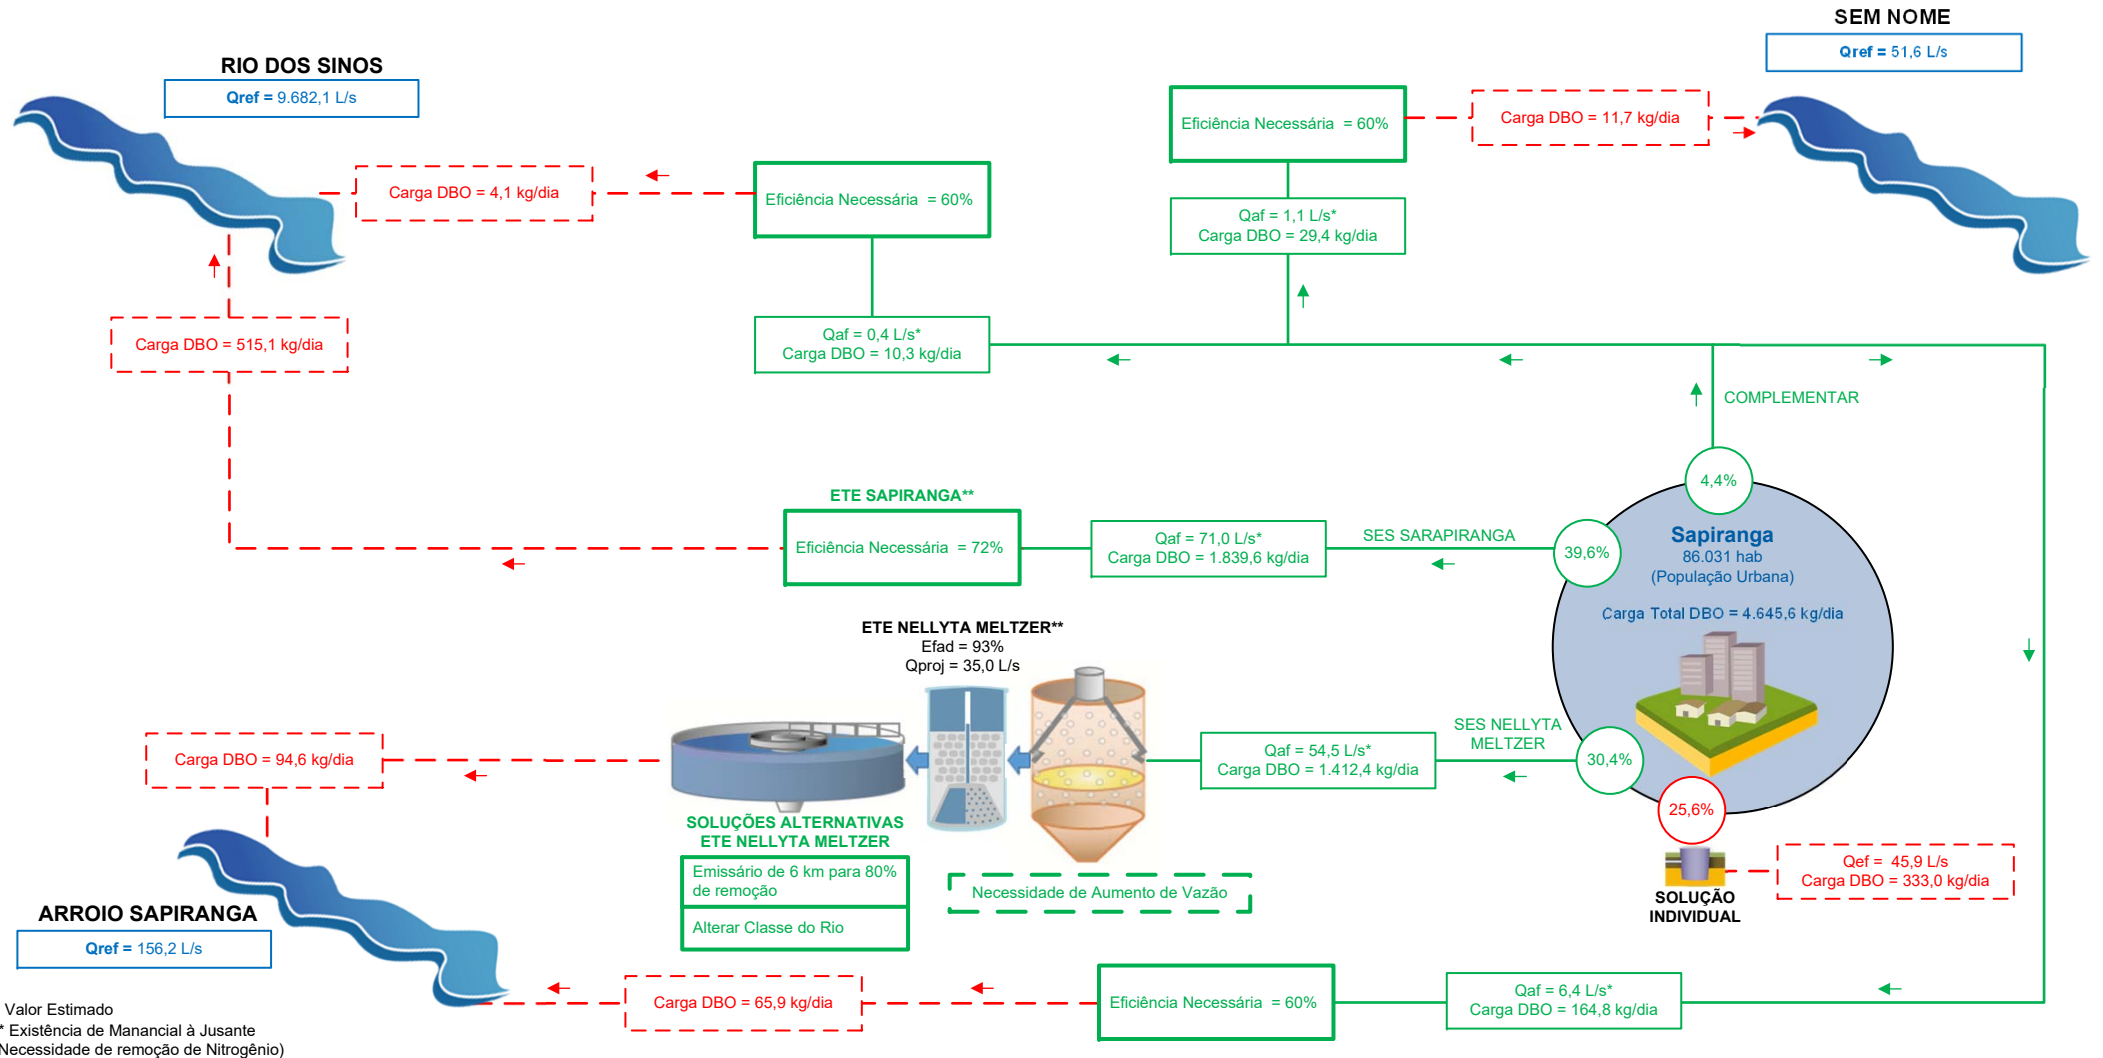 SEM NOME
Qref = 51,6 L/s
RIO DOS SINOS
Qref = 9.682,1 L/s
Eficiência Necessária = 60%
Carga DBO = 11,7 kg/dia
Carga DBO = 4,1 kg/dia
Eficiência Necessária = 60%
Qaf = 1,1 L/s*
Carga DBO = 29,4 kg/dia
Carga DBO = 515,1 kg/dia
Qaf = 0,4 L/s*
Carga DBO = 10,3 kg/dia
COMPLEMENTAR
4,4%
ETE SAPIRANGA**
Eficiência Necessária = 72%
Qaf = 71,0 L/s*
Carga DBO = 1.839,6 kg/dia
SES SARAPIRANGA
39,6%
Sapiranga
86.031 hab
(População Urbana)
Carga Total DBO = 4.645,6 kg/dia
ETE NELLYTA MELTZER**
Efad = 93%
Qproj = 35,0 L/s
Carga DBO = 94,6 kg/dia
Qaf = 54,5 L/s*
Carga DBO = 1.412,4 kg/dia
SES NELLYTA
MELTZER
30,4%
25,6%
SOLUÇÕES ALTERNATIVAS
ETE NELLYTA MELTZER
Emissário de 6 km para 80%
de remoção
Alterar Classe do Rio
Necessidade de Aumento de Vazão
SOLUÇÃO
INDIVIDUAL
Qef = 45,9 L/s
Carga DBO = 333,0 kg/dia
ARROIO SAPIRANGA
Qref = 156,2 L/s
Carga DBO = 65,9 kg/dia
Eficiência Necessária = 60%
Qaf = 6,4 L/s*
Carga DBO = 164,8 kg/dia
Valor Estimado
* Existência de Manancial à Jusante
Necessidade de remoção de Nitrogênio)